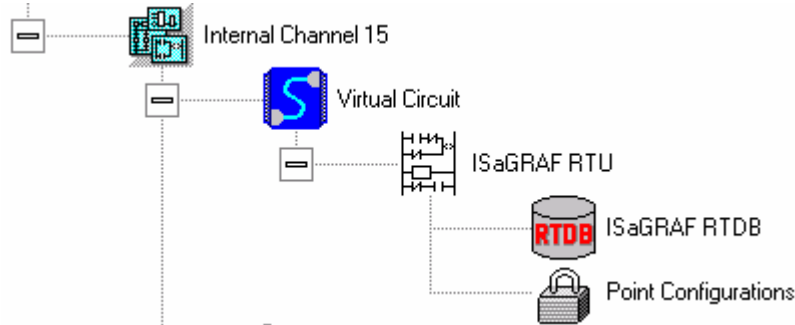 Internal Channel 15
Virtual Circuit
ISaGRAF RTU
RTDB
ISaGRAF RTDB
Point Configurations